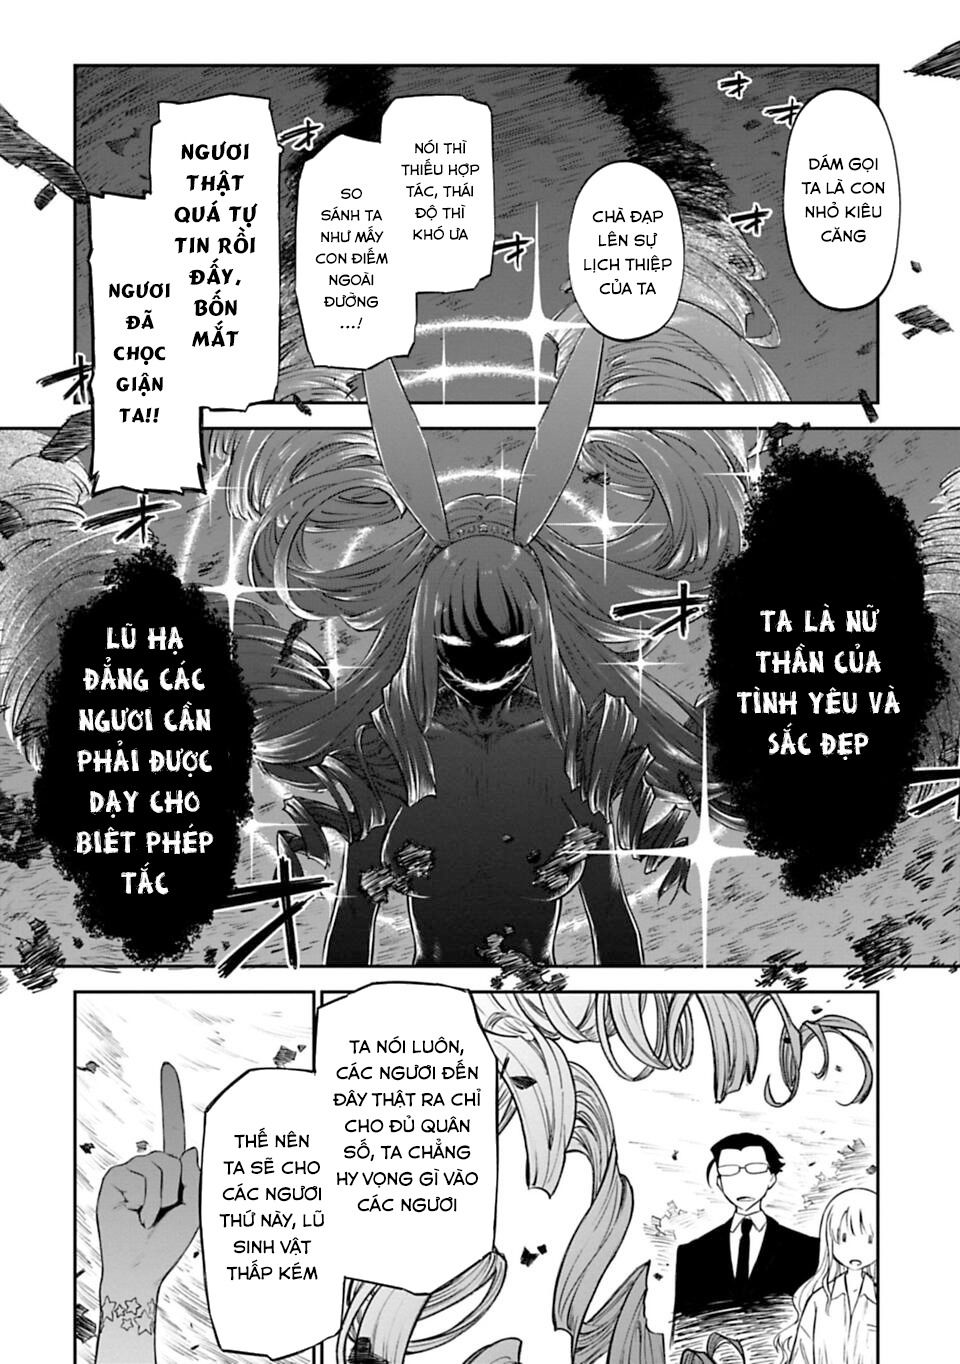 DÁM GỌI
TA LÀ CON
NHỎ KIÊU
CĂNG
CHÀ ĐẠP
LÊN SỰ
LỊCH THIỆP
CỦA TA
NÓI THÌ
THIẾU HỢP
TÁC, THÁI
ĐỘ THÌ
KHÓ ƯA
SO
SÁNH TA
NHƯ MẤY
CON ĐIẾM
NGOÀI
ĐƯỜNG
...!
NGƯƠI
THẬT
QUÁ TỰ
TIN RỒI
ĐẤY,
BỐN
MẮT
NGƯƠI
ĐÃ
CHỌC
GIẬN
TA!!
TA LÀ NỮ
THẦN CỦA
TÌNH YÊU VÀ
SẮC ĐẸP
LŨ HẠ
ĐẲNG CÁC
NGƯƠI CẦN
PHẢI ĐƯỢC
DẠY CHO
BIẾT PHÉP
TẮC
TA NÓI LUÔN,
CÁC NGƯƠI ĐẾN
ĐÂY THẬT RA CHỈ
CHO ĐỦ QUÂN
SỐ, TA CHẲNG
HY VỌNG GÌ VÀO
CÁC NGƯƠI
THẾ NÊN
TA SẼ CHO
CÁC NGƯƠI
THỨ NÀY, LŨ
SINH VẬT
THẤP KÉM